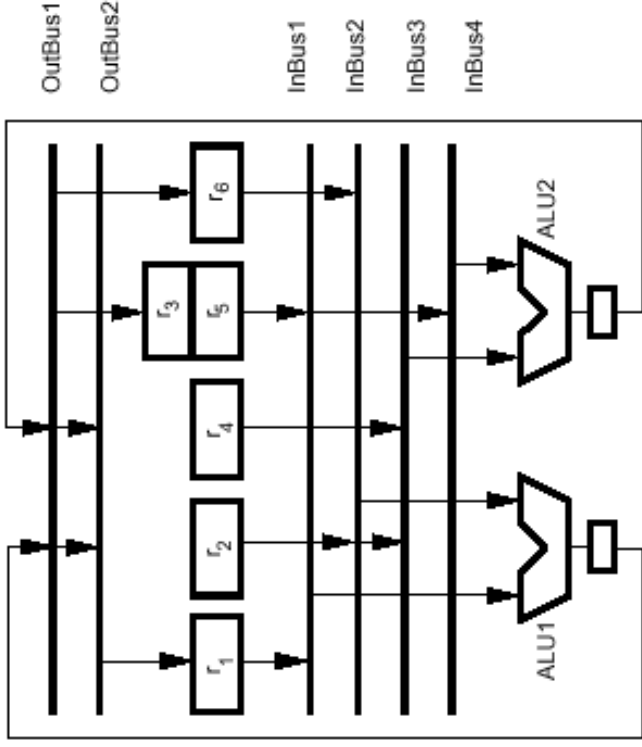 OutBus1
OutBus2
InBus1
InBus2
InBus3
InBus4
r1
r2
r4
r3
r5
r6
ALU1
ALU2